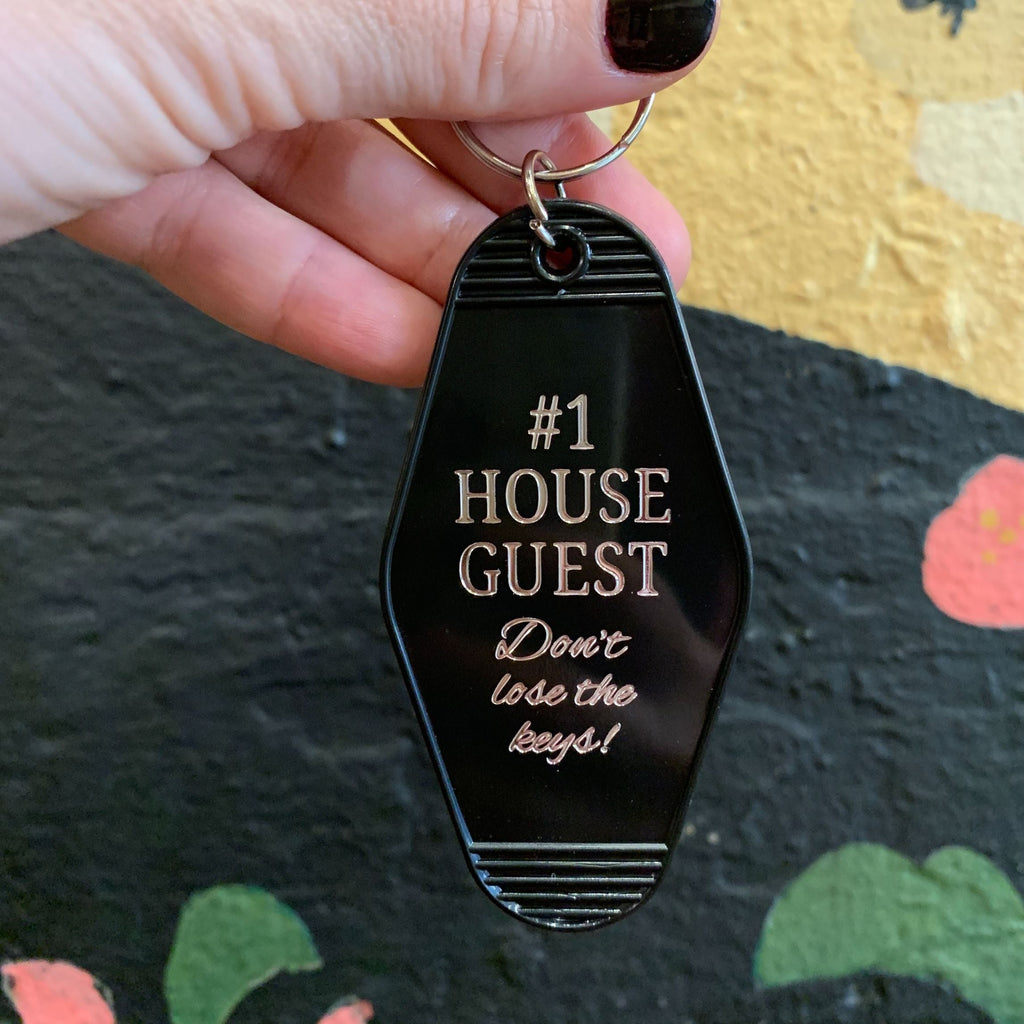 #1
HOUSE
GUEST
Don't
lose the
keys!